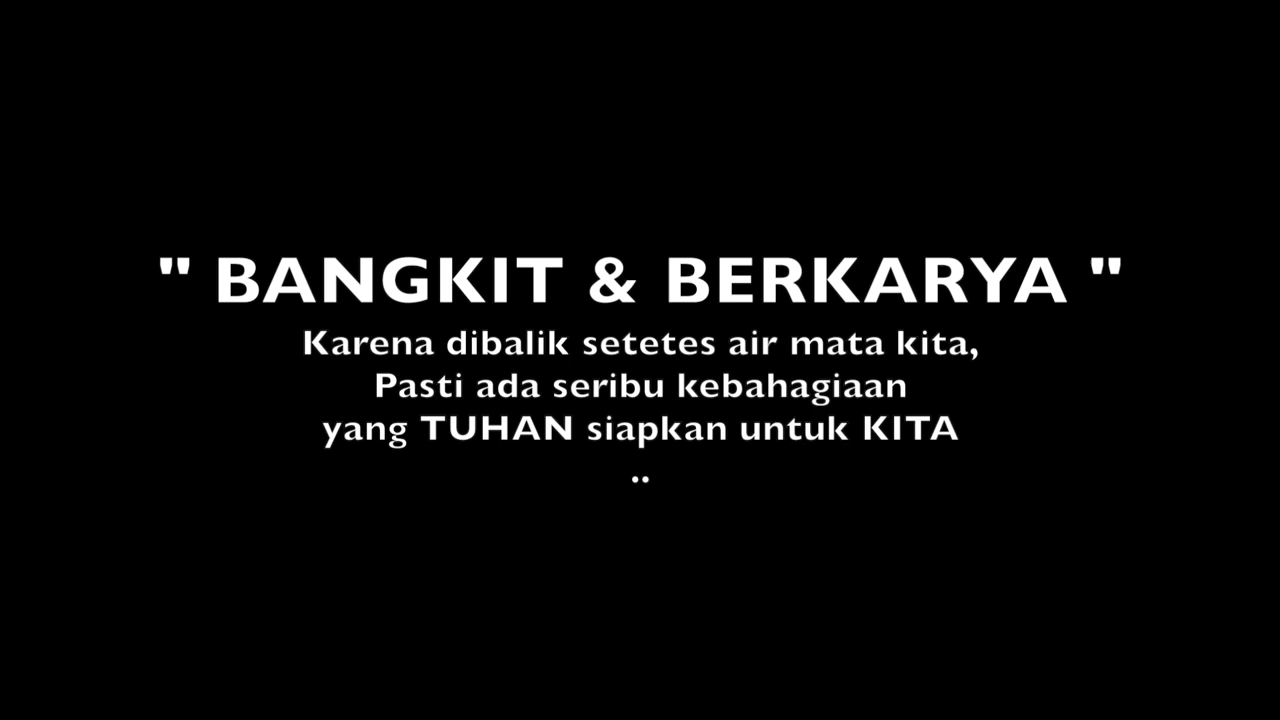 " BANGKIT & BERKARYA "
Karena dibalik setetes air mata kita,
Pasti ada seribu kebahagiaan
yang TUHAN siapkan untuk KITA
..